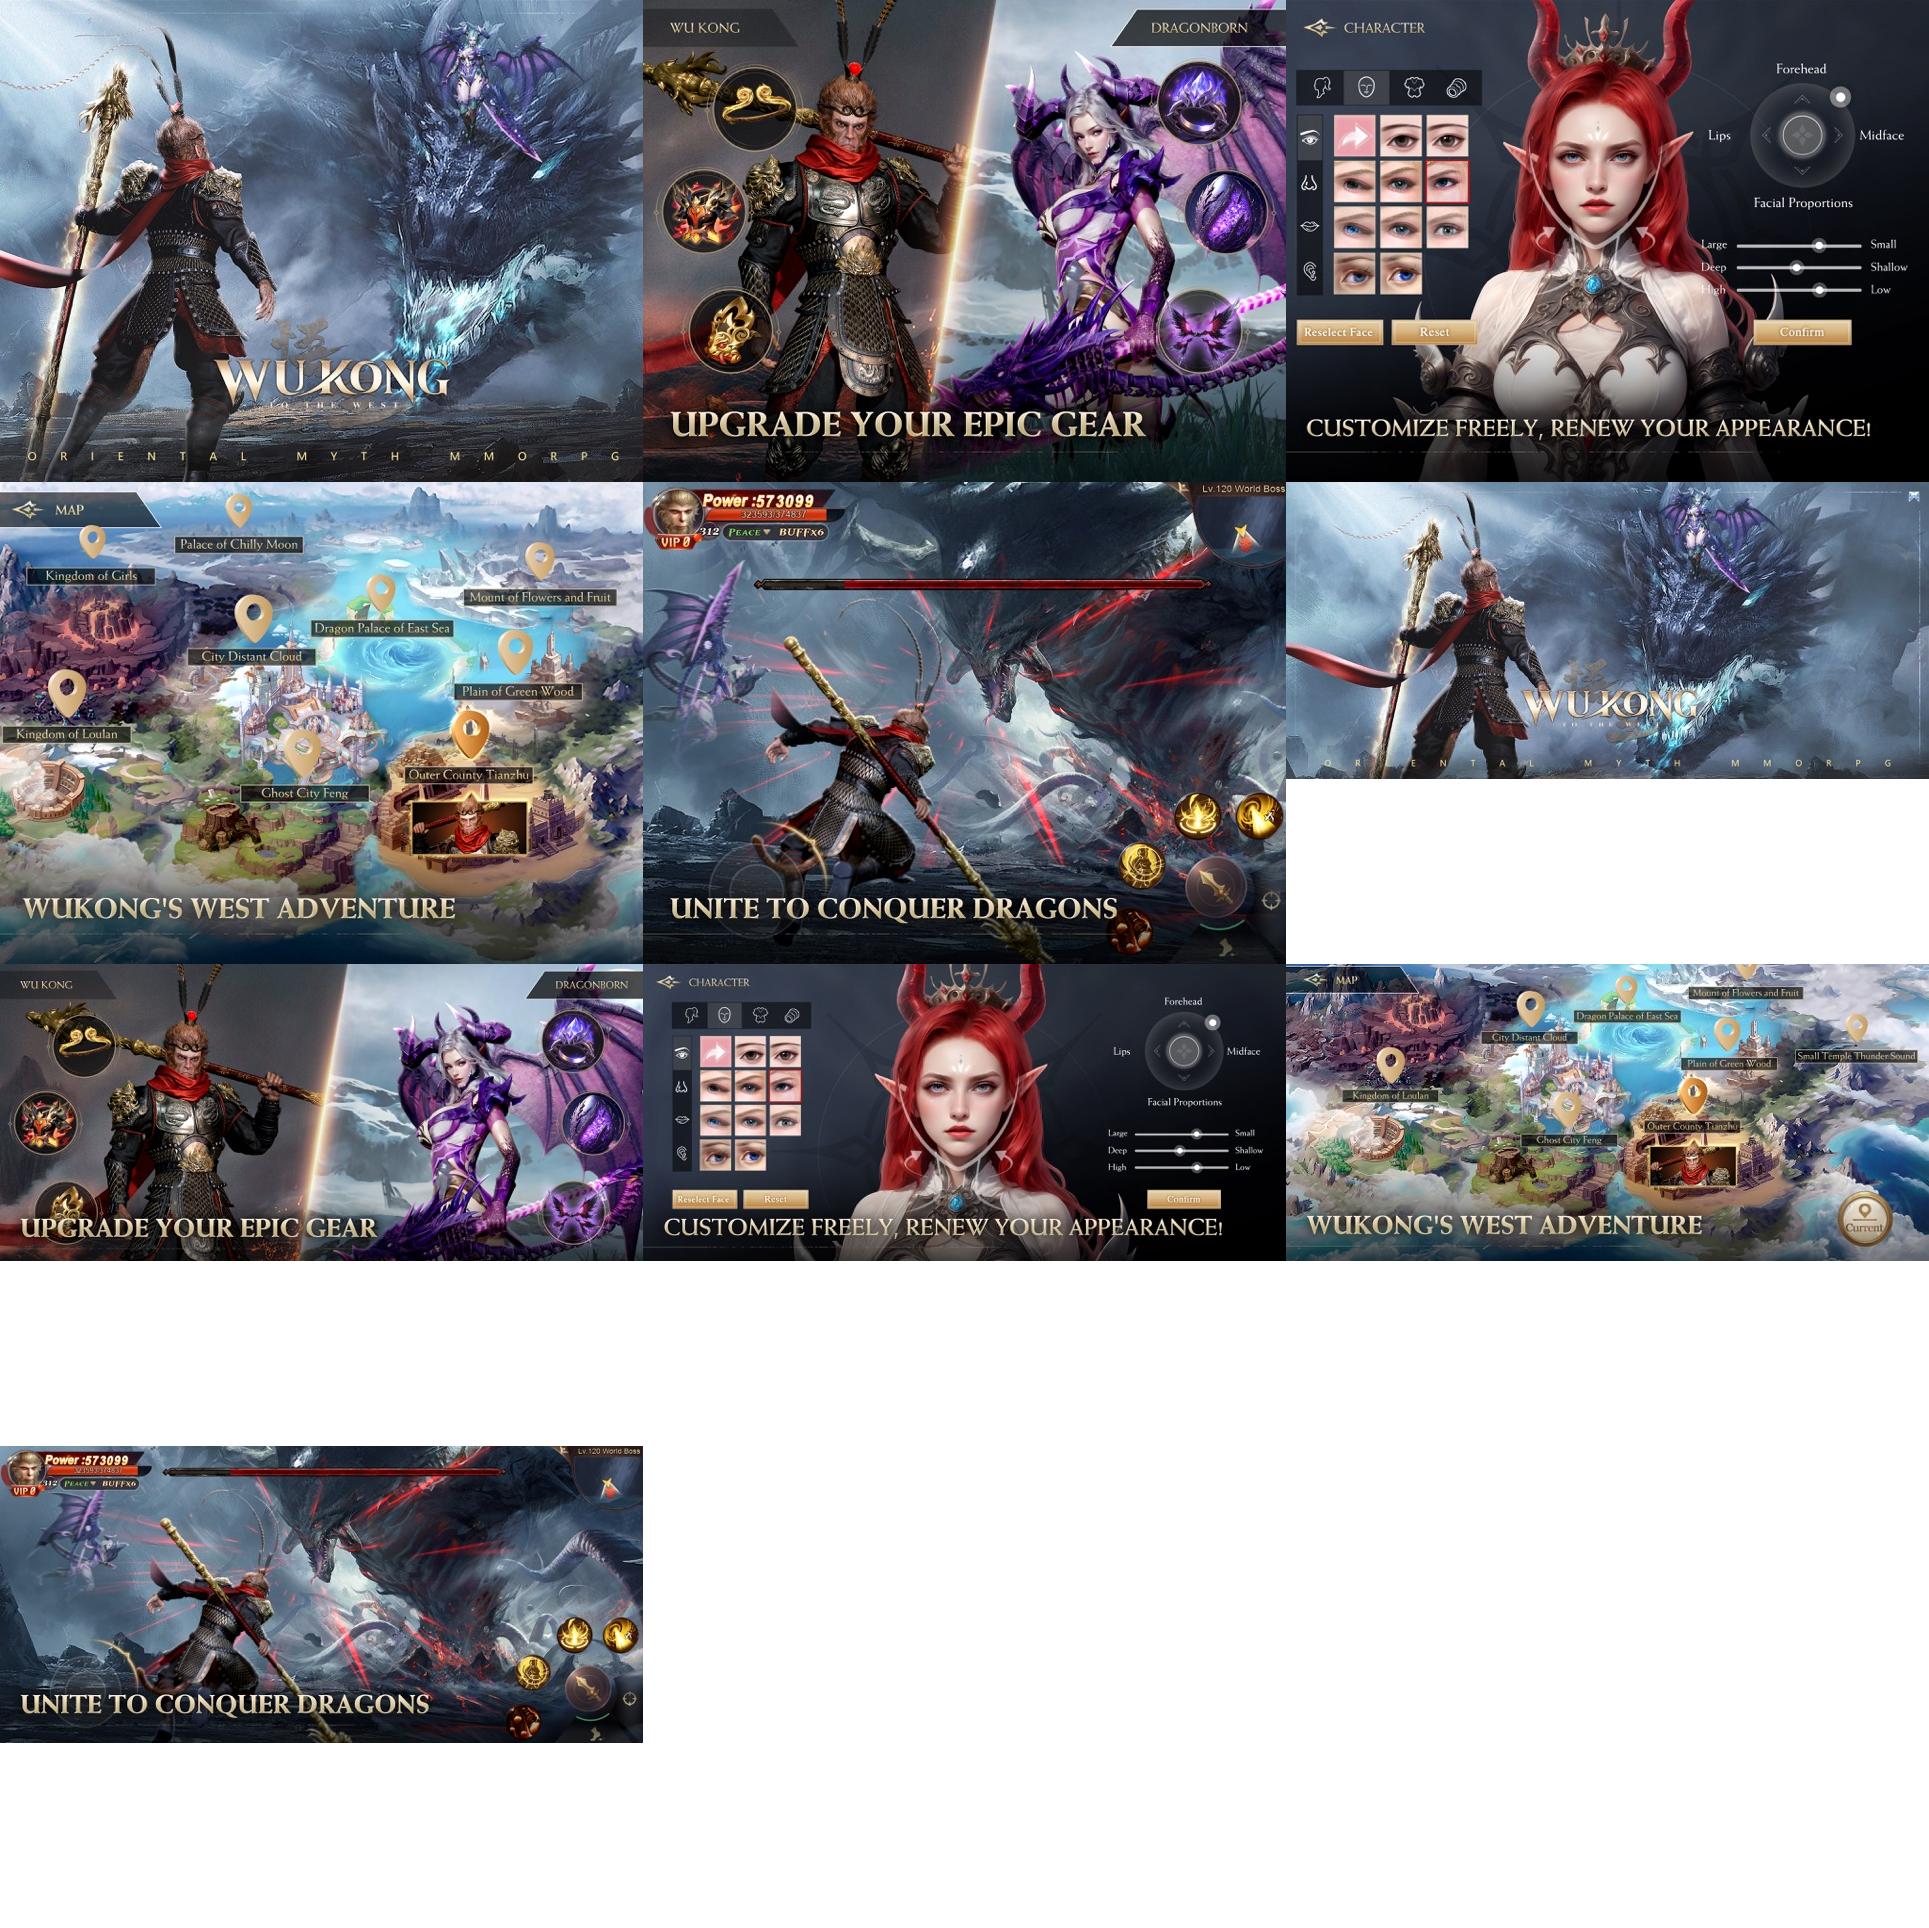 悟
WUKONG
TO THE WEST
ORIENTAL MYTH MMORPG
WU KONG
DRAGONBORN
UPGRADE YOUR EPIC GEAR
CHARACTER
Forehead
Lips
Midface
Facial Proportions
Large
Small
Deep
Shallow
High
Low
Reselect Face
Reset
Confirm
CUSTOMIZE FREELY, RENEW YOUR APPEARANCE!
MAP
Palace of Chilly Moon
Kingdom of Girls
Mount of Flowers and Fruit
Dragon Palace of East Sea
City Distant Cloud
Plain of Green Wood
Kingdom of Loulan
Outer County Tianzhu
Ghost City Feng
WUKONG'S WEST ADVENTURE
Power :573099
323593/374837
312 PEACE BUFFX6
VIP 0
Lv.120 World Boss
UNITE TO CONQUER DRAGONS
悟
WUKONG
TO THE WE
ORIENTAL MYTH MMORPG
WU KONG
DRAGONBORN
UPGRADE YOUR EPIC GEAR
CHARACTER
Forehead
Lips
Midface
Facial Proportions
Large
Small
Deep
Shallow
High
Low
Reselect Face
Reset
Confirm
CUSTOMIZE FREELY, RENEW YOUR APPEARANCE!
MAP
Mount of Flowers and Fruit
Dragon Palace of East Sea
City Distant Cloud
Small Temple Thunder Sound
Plain of Green Wood
Kingdom of Loulan
Outer County Tianzhu
Ghost City Feng
Current
WUKONG'S WEST ADVENTURE
Power :573099
323593/374837
312 PEACE BUFFX6
VIP 0
Lv.120 World Boss
UNITE TO CONQUER DRAGONS